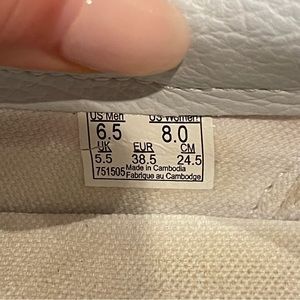 US Men US Women
6.5 8.0
UK EUR CM
5.5 38.5 24.5
751505 Made in Cambodia
Fabrique au Cambodge